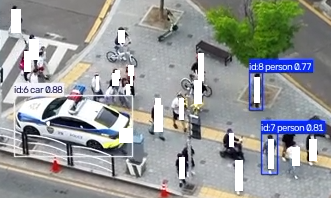 id:8 person 0.77
id:6 car 0.88
id:7 person 0.81